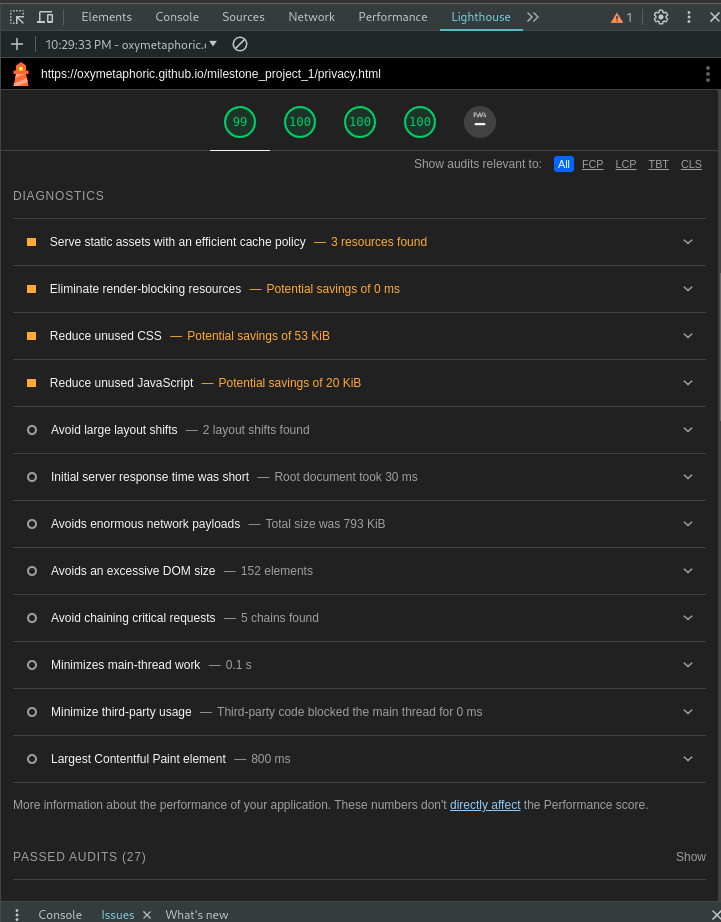 Elements Console Sources Network Performance Lighthouse 1
10:29:33 PM - oxymetaphoric.
https://oxymetaphoric.github.io/milestone_project_1/privacy.html
99 100 100 100 PWA
Show audits relevant to: All FCP LCP TBT CLS
DIAGNOSTICS
Serve static assets with an efficient cache policy — 3 resources found
Eliminate render-blocking resources — Potential savings of 0 ms
Reduce unused CSS — Potential savings of 53 KiB
Reduce unused JavaScript — Potential savings of 20 KiB
Avoid large layout shifts — 2 layout shifts found
Initial server response time was short — Root document took 30 ms
Avoids enormous network payloads — Total size was 793 KiB
Avoids an excessive DOM size — 152 elements
Avoid chaining critical requests — 5 chains found
Minimizes main-thread work — 0.1 s
Minimize third-party usage — Third-party code blocked the main thread for 0 ms
Largest Contentful Paint element — 800 ms
More information about the performance of your application. These numbers don't directly affect the Performance score.
PASSED AUDITS (27) Show
Console Issues What's new